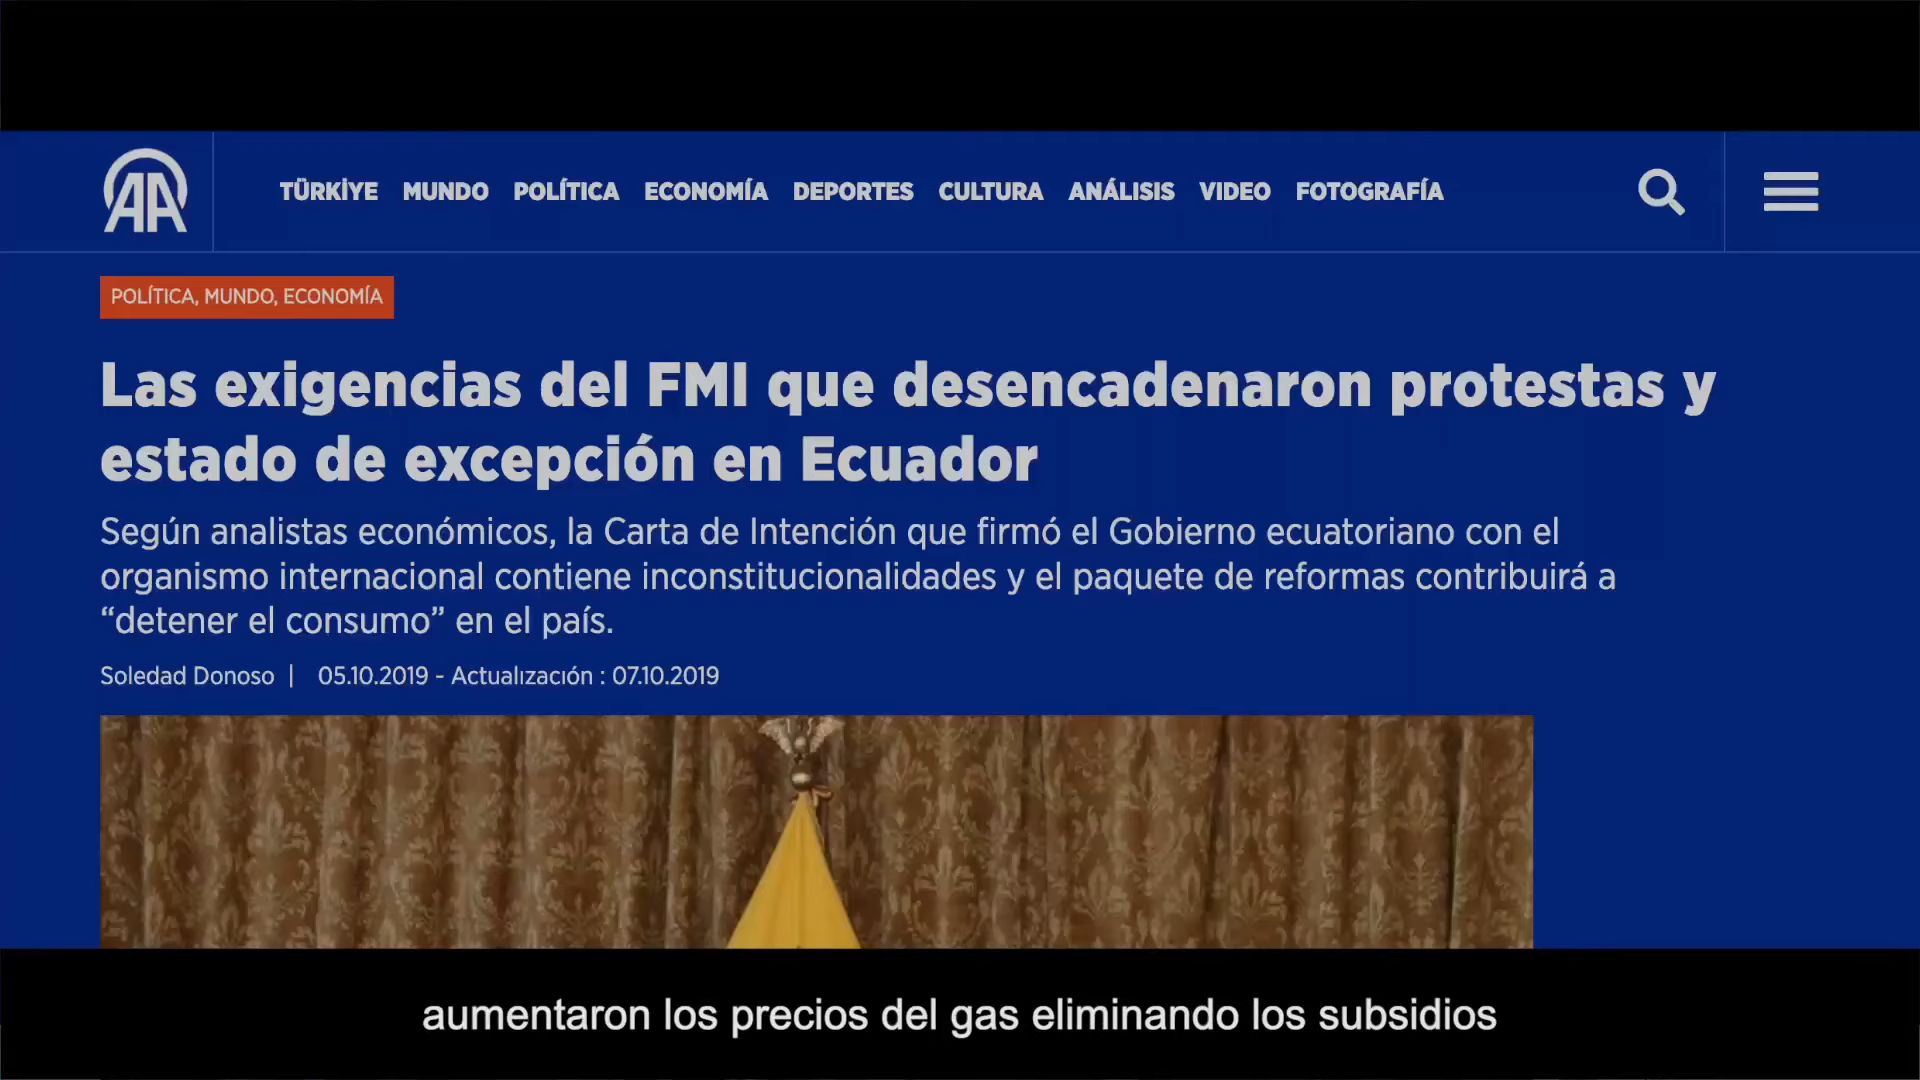 AA
TÜRKİYE MUNDO POLÍTICA ECONOMÍA DEPORTES CULTURA ANÁLISIS VIDEO FOTOGRAFÍA
POLÍTICA, MUNDO, ECONOMÍA
Las exigencias del FMI que desencadenaron protestas y
estado de excepción en Ecuador
Según analistas económicos, la Carta de Intención que firmó el Gobierno ecuatoriano con el
organismo internacional contiene inconstitucionalidades y el paquete de reformas contribuirá a
“detener el consumo” en el país.
Soledad Donoso | 05.10.2019 - Actualızación : 07.10.2019
aumentaron los precios del gas eliminando los subsidios